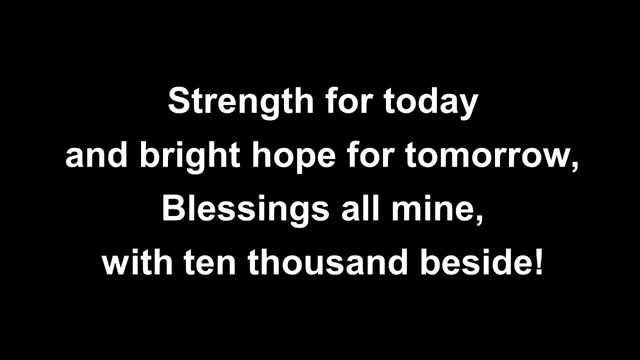 Strength for today
and bright hope for tomorrow,
Blessings all mine,
with ten thousand beside!